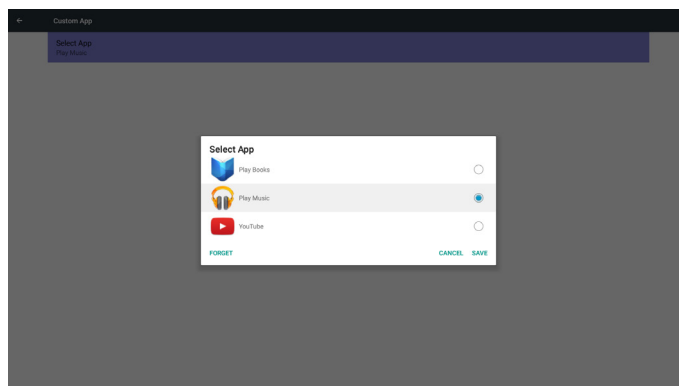 Custom App
Select App
Play Music
Select App
Play Books
Play Music
YouTube
FORGET
CANCEL SAVE